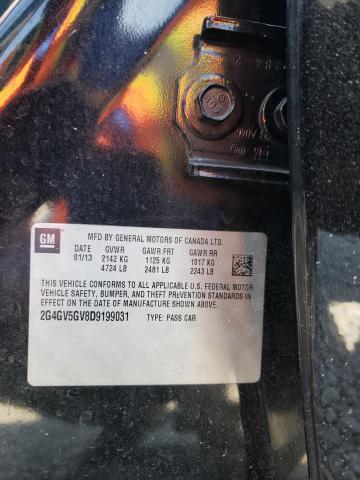 GM
MFD BY GENERAL MOTORS OF CANADA LTD.
DATE GVWR GAWR FRT GAWR RR
01/13 2142 KG 1125 KG 1017 KG
4724 LB 2481 LB 2243 LB
THIS VEHICLE CONFORMS TO ALL APPLICABLE U.S. FEDERAL MOTOR
VEHICLE SAFETY, BUMPER, AND THEFT PREVENTION STANDARDS IN
EFFECT ON THE DATE OF MANUFACTURE SHOWN ABOVE.
2G4GV5GV8D9199031 TYPE: PASS CAR